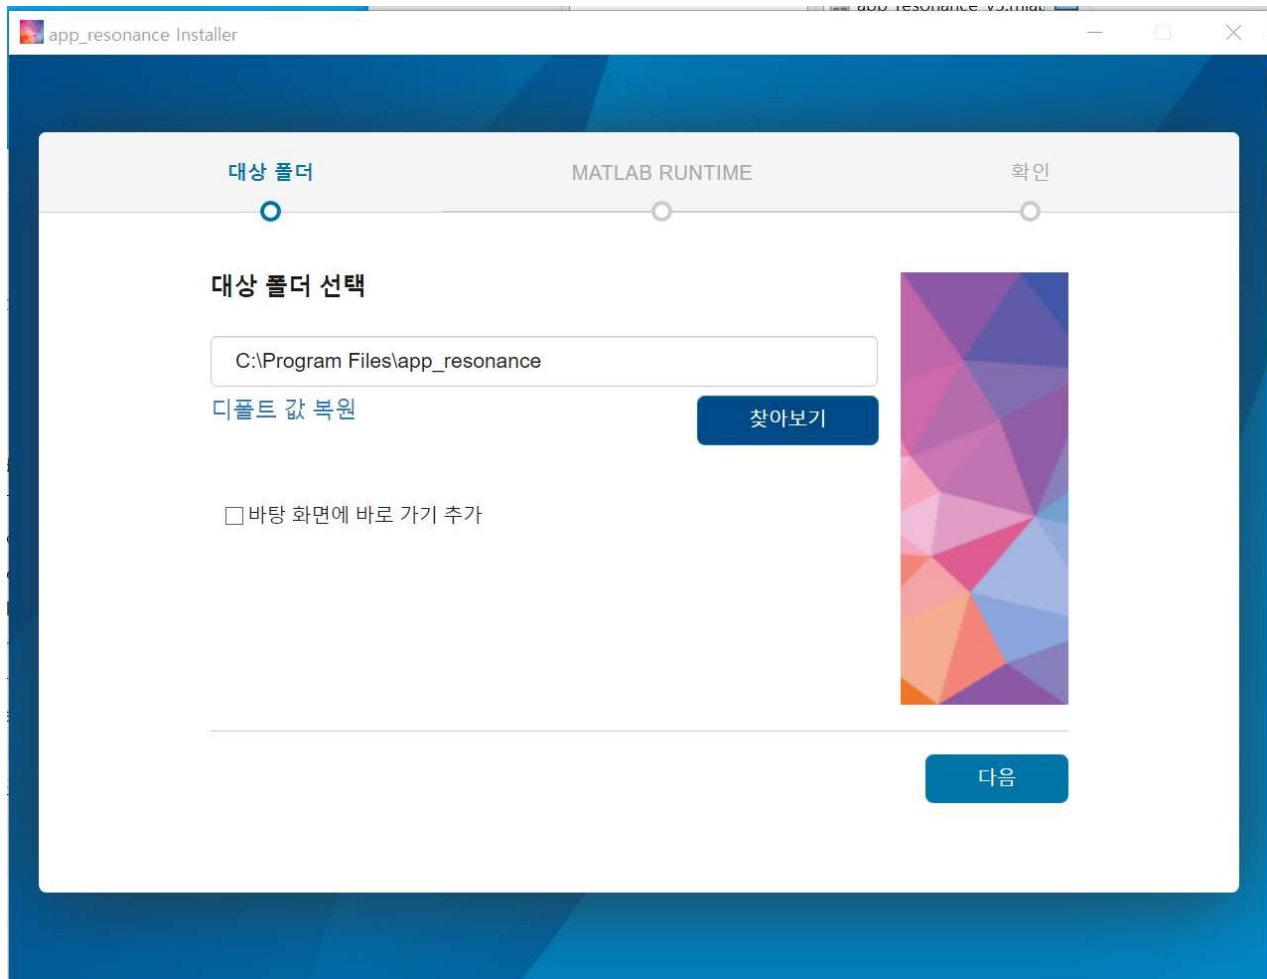 app_resonance_v3.mlap
app_resonance Installer
대상 폴더
MATLAB RUNTIME
확인
대상 폴더 선택
C:\Program Files\app_resonance
디폴트 값 복원
찾아보기
바탕 화면에 바로 가기 추가
다음